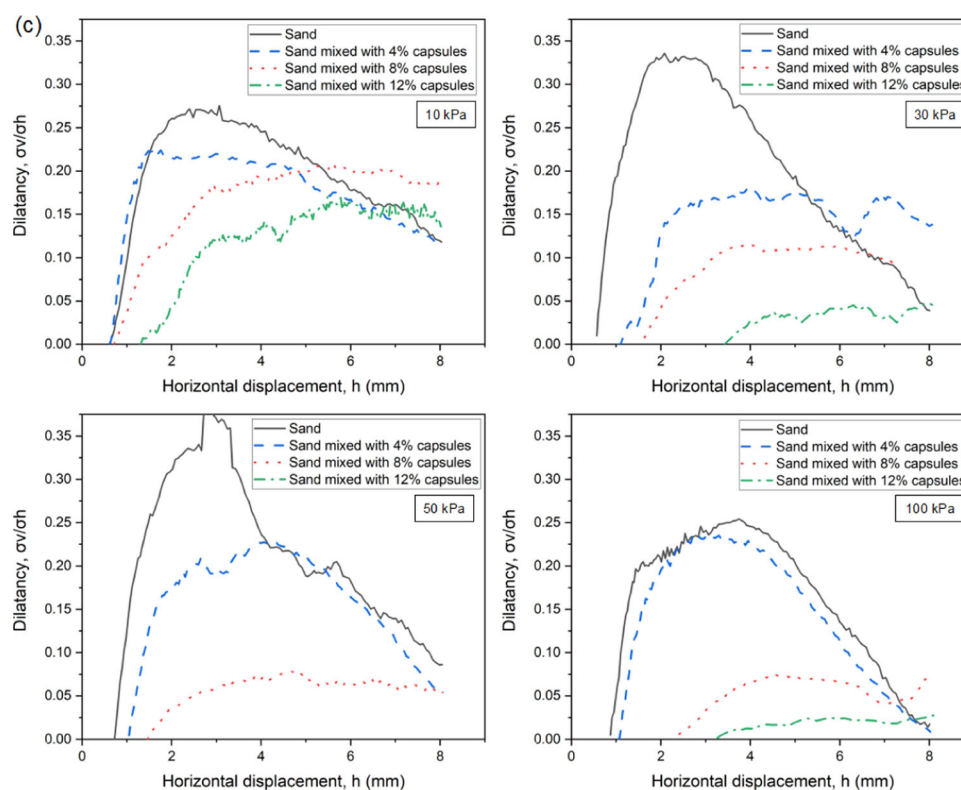 (c)
0.35
0.30
0.25
0.20
0.15
0.10
0.05
0.00
Dilatancy, σv/σh
Sand
Sand mixed with 4% capsules
Sand mixed with 8% capsules
Sand mixed with 12% capsules
10 kPa
0 2 4 6 8
Horizontal displacement, h (mm)
0.35
0.30
0.25
0.20
0.15
0.10
0.05
0.00
Dilatancy, σv/σh
Sand
Sand mixed with 4% capsules
Sand mixed with 8% capsules
Sand mixed with 12% capsules
30 kPa
0 2 4 6 8
Horizontal displacement, h (mm)
0.35
0.30
0.25
0.20
0.15
0.10
0.05
0.00
Dilatancy, σv/σh
Sand
Sand mixed with 4% capsules
Sand mixed with 8% capsules
Sand mixed with 12% capsules
50 kPa
0 2 4 6 8
Horizontal displacement, h (mm)
0.35
0.30
0.25
0.20
0.15
0.10
0.05
0.00
Dilatancy, σv/σh
Sand
Sand mixed with 4% capsules
Sand mixed with 8% capsules
Sand mixed with 12% capsules
100 kPa
0 2 4 6 8
Horizontal displacement, h (mm)